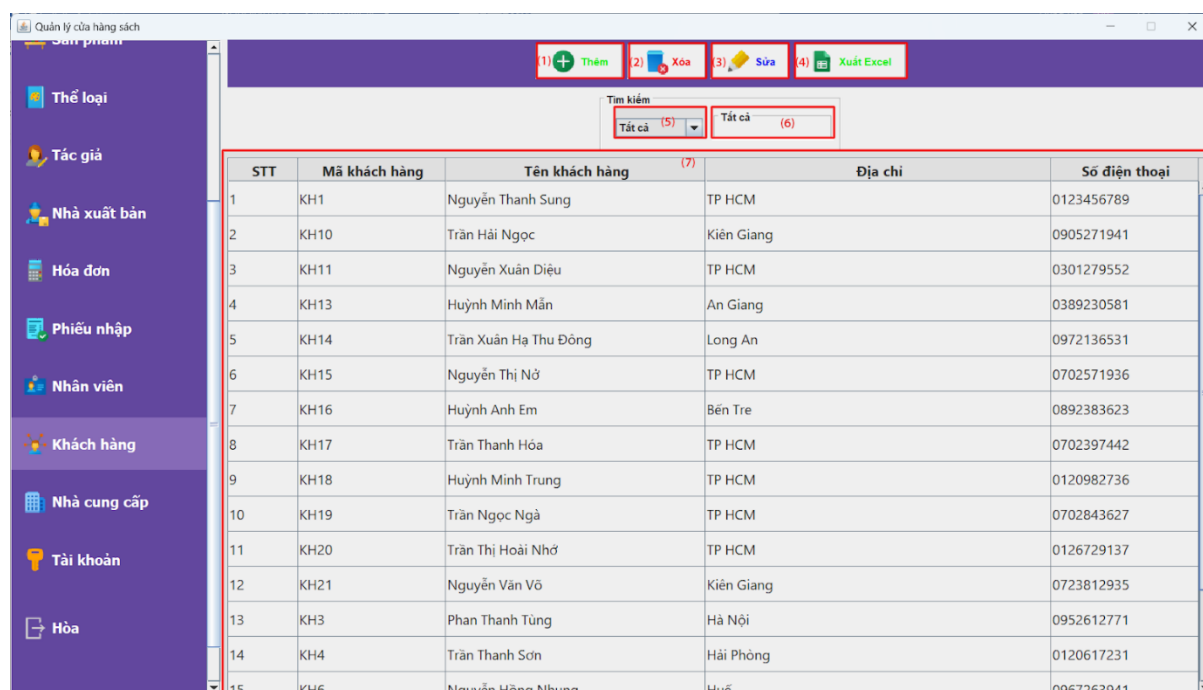 Quản lý cửa hàng sách
Sản phẩm
Thể loại
Tác giả
Nhà xuất bản
Hóa đơn
Phiếu nhập
Nhân viên
Khách hàng
Nhà cung cấp
Tài khoản
Hòa
(1) Thêm (2) Xóa (3) Sửa (4) Xuất Excel
Tìm kiếm
Tất cả (5) Tất cả (6)
(7)
STT Mã khách hàng Tên khách hàng Địa chỉ Số điện thoại
1 KH1 Nguyễn Thanh Sung TP HCM 0123456789
2 KH10 Trần Hải Ngọc Kiên Giang 0905271941
3 KH11 Nguyễn Xuân Diệu TP HCM 0301279552
4 KH13 Huỳnh Minh Mẫn An Giang 0389230581
5 KH14 Trần Xuân Hạ Thu Đông Long An 0972136531
6 KH15 Nguyễn Thị Nở TP HCM 0702571936
7 KH16 Huỳnh Anh Em Bến Tre 0892383623
8 KH17 Trần Thanh Hóa TP HCM 0702397442
9 KH18 Huỳnh Minh Trung TP HCM 0120982736
10 KH19 Trần Ngọc Ngà TP HCM 0702843627
11 KH20 Trần Thị Hoài Nhớ TP HCM 0126729137
12 KH21 Nguyễn Văn Võ Kiên Giang 0723812935
13 KH3 Phan Thanh Tùng Hà Nội 0952612771
14 KH4 Trần Thanh Sơn Hải Phòng 0120617231
15 KH6 Nguyễn Hồng Nhung Huế 0967263941